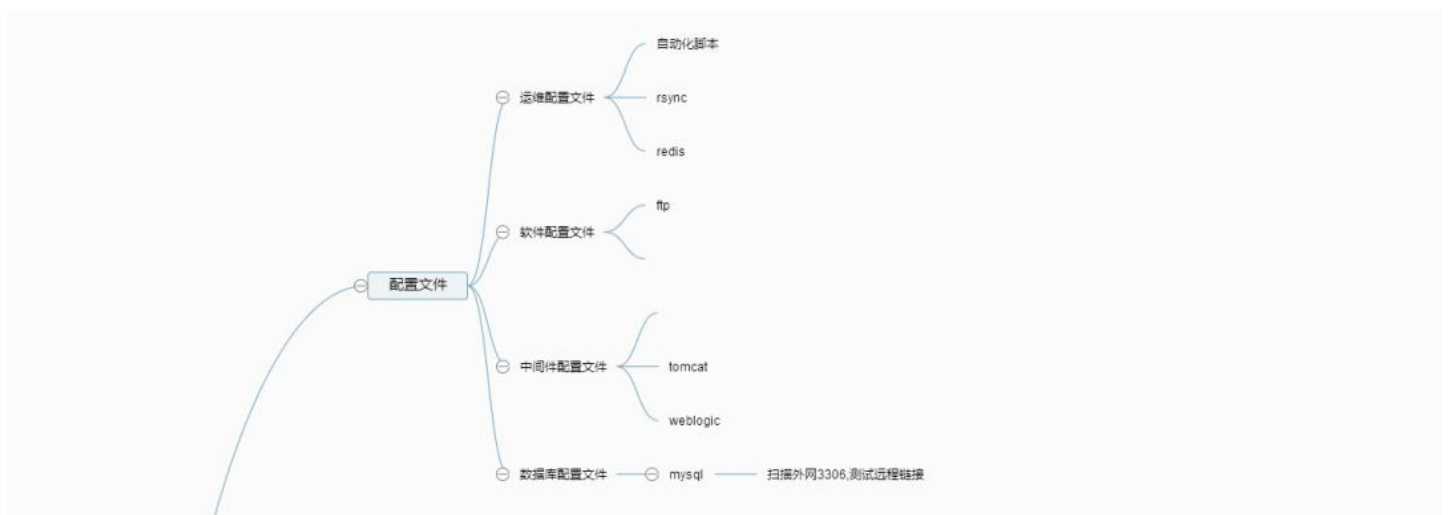 自动化脚本
运维配置文件
rsync
redis
ftp
软件配置文件
配置文件
中间件配置文件
tomcat
weblogic
数据库配置文件
mysql
扫描外网3306,测试远程链接